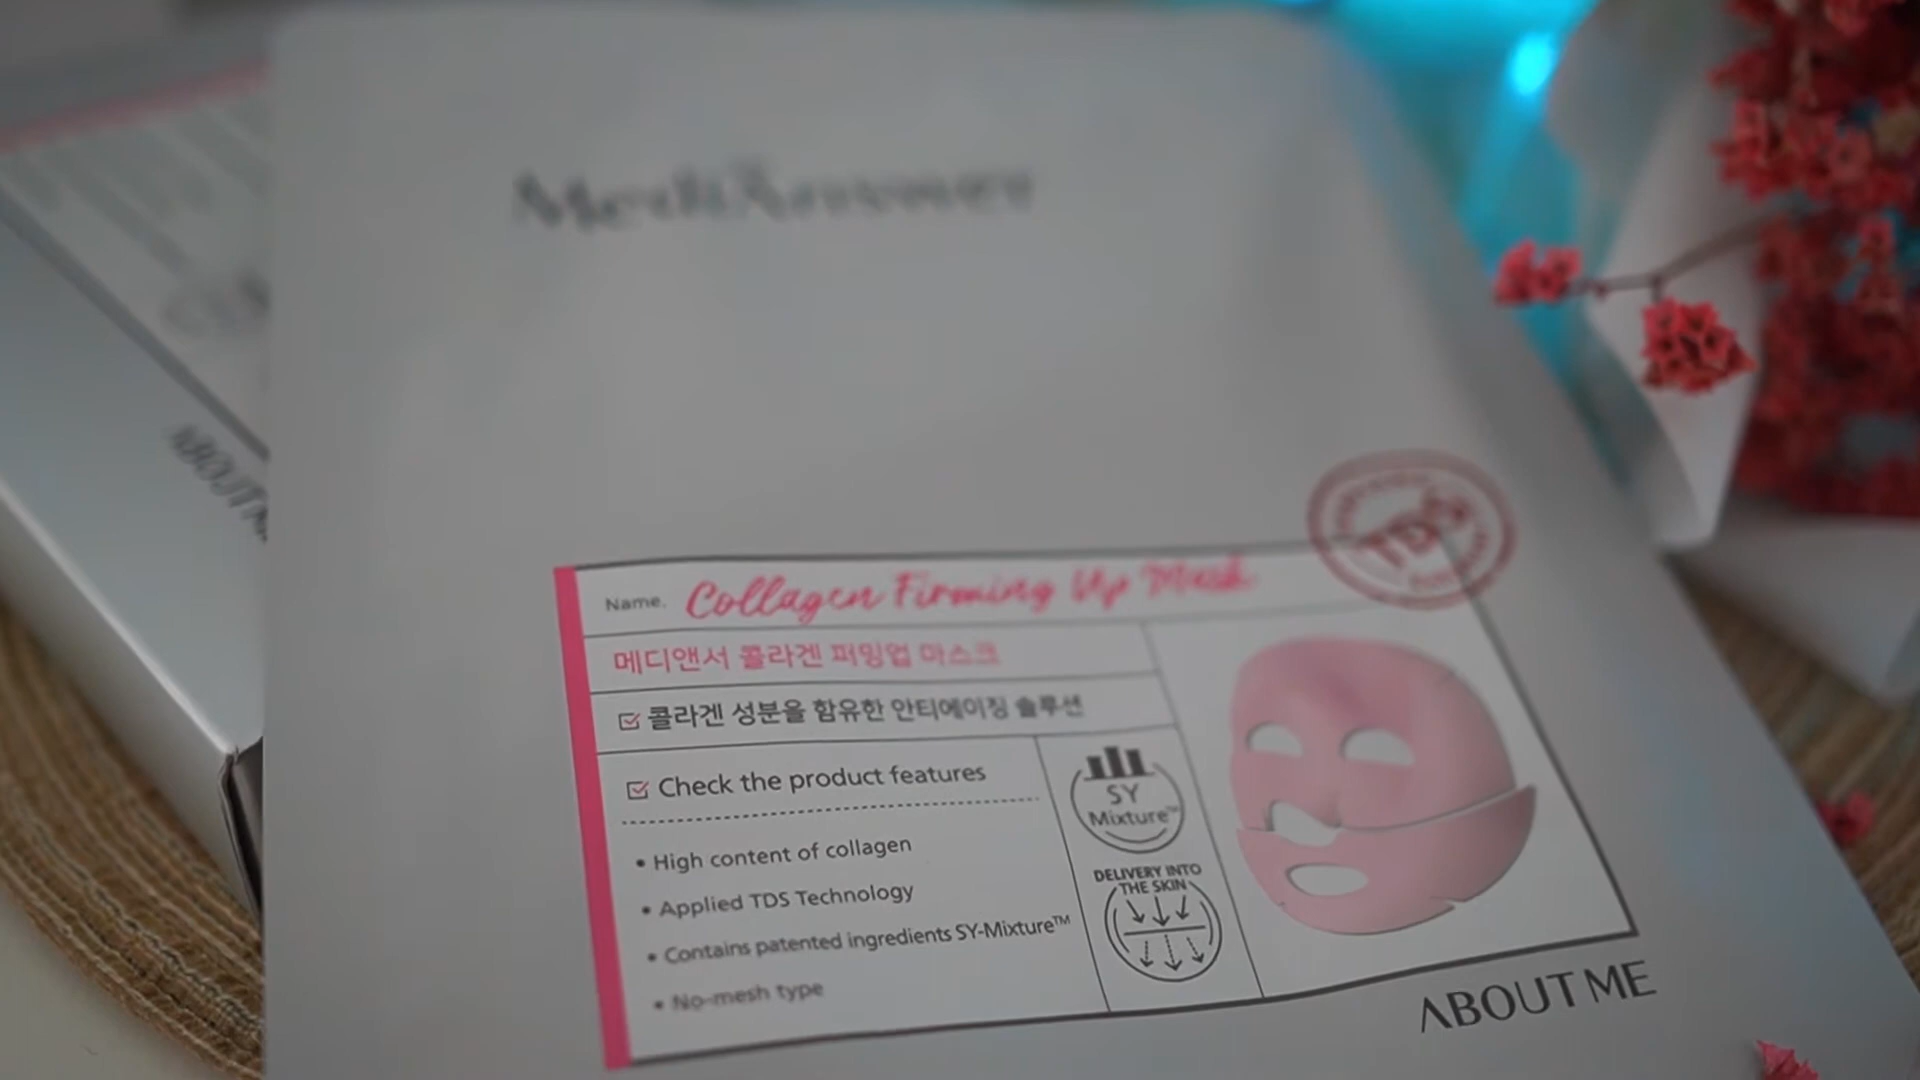 MediAnswer
TDS
Name. Collagen Firming Up Mask
메디앤서 콜라겐 퍼밍업 마스크
콜라겐 성분을 함유한 안티에이징 솔루션
Check the product features
• High content of collagen
• Applied TDS Technology
• Contains patented ingredients SY-Mixture™
• No-mesh type
SY
Mixture™
DELIVERY INTO
THE SKIN
ABOUT ME
ABOUT M